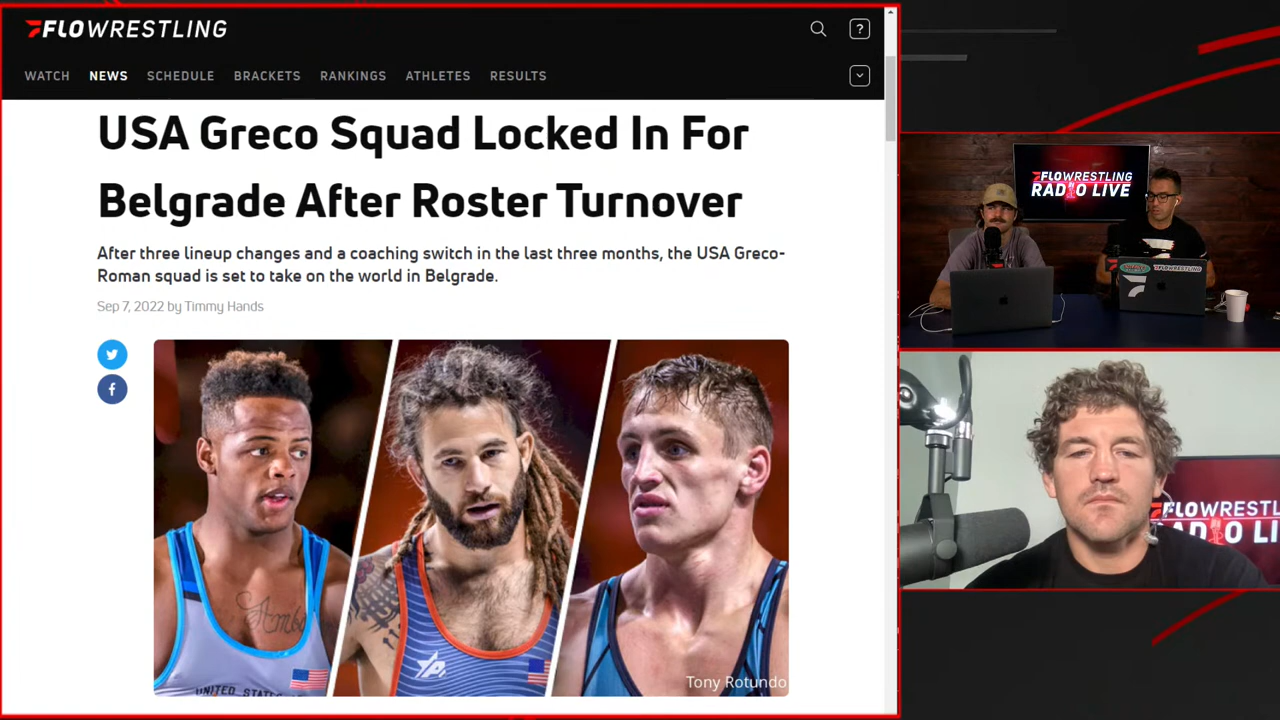 FLOWRESTLING
?
WATCH NEWS SCHEDULE BRACKETS RANKINGS ATHLETES RESULTS
USA Greco Squad Locked In For
Belgrade After Roster Turnover
After three lineup changes and a coaching switch in the last three months, the USA Greco-
Roman squad is set to take on the world in Belgrade.
Sep 7, 2022 by Timmy Hands
UNITED STATES
Tony Rotundo
FLOWRESTLING
RADIO LIVE
FLOWRESTLING
FLOWRESTLING
RADIO LI